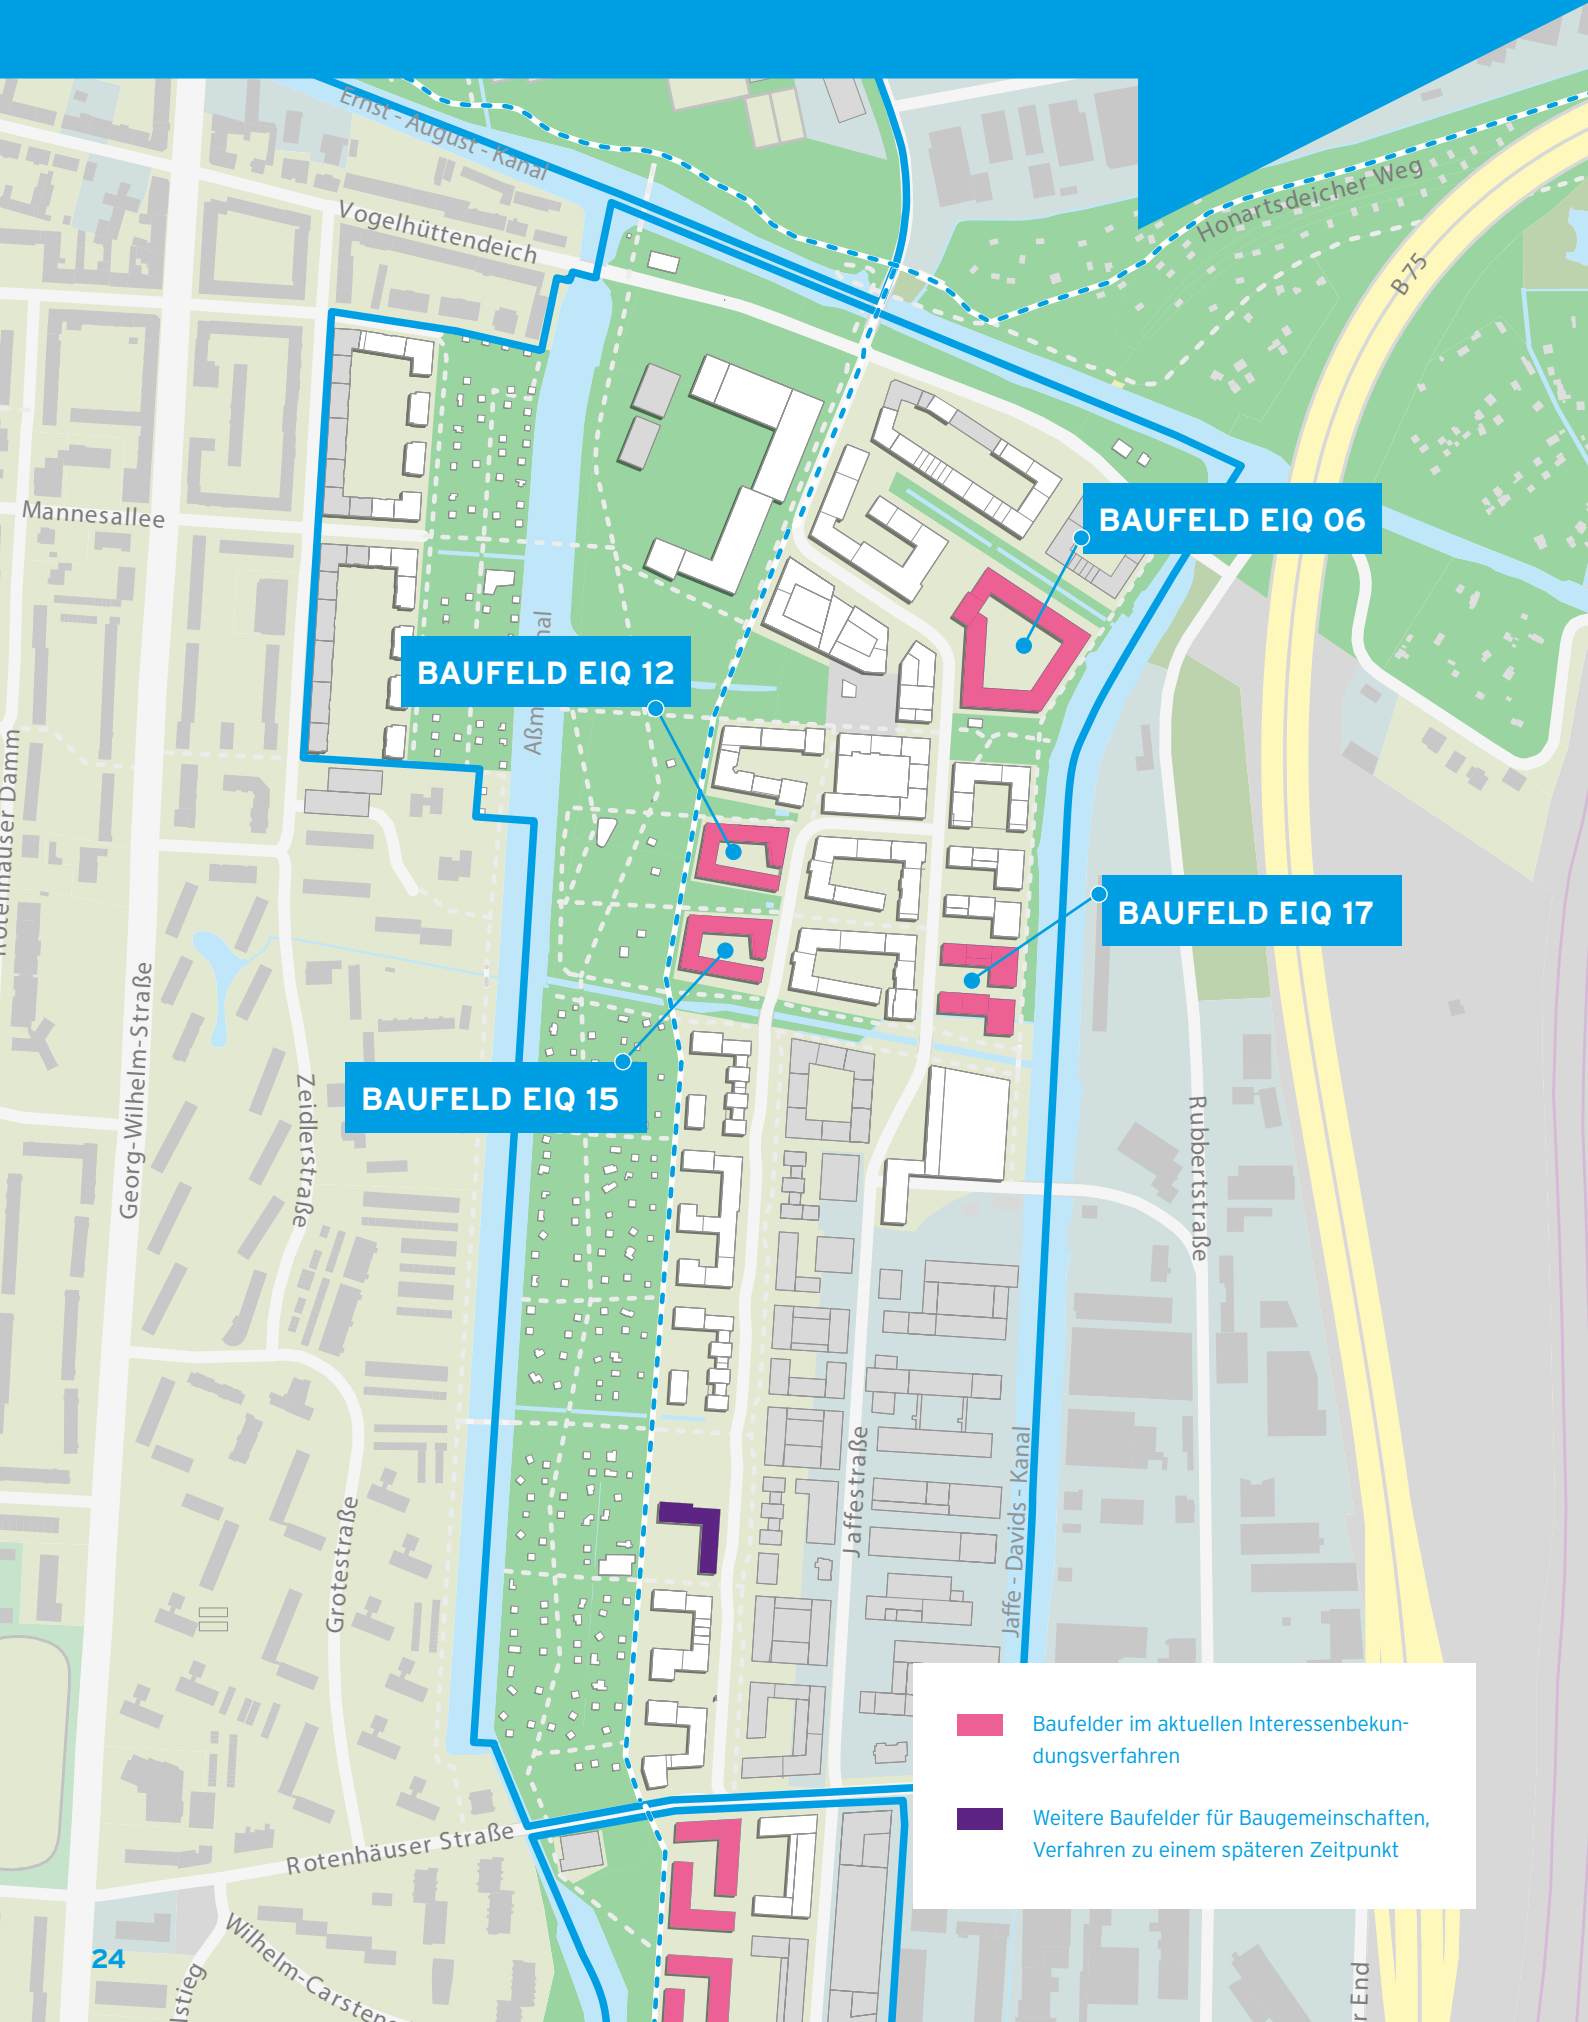 Ernst - August - Kanal
Vogelhüttendeich
Honartsdeicher Weg
B 75
Mannesallee
BAUFELD EIQ 06
BAUFELD EIQ 12
BAUFELD EIQ 17
BAUFELD EIQ 15
Georg-Wilhelm-Straße
Zeidlerstraße
Rubbertstraße
Jaffestraße
Jaffe - Davids - Kanal
Grotestraße
Rotenhäuser Straße
Baufelder im aktuellen Interessenbekun-
dungsverfahren
Weitere Baufelder für Baugemeinschaften,
Verfahren zu einem späteren Zeitpunkt
24